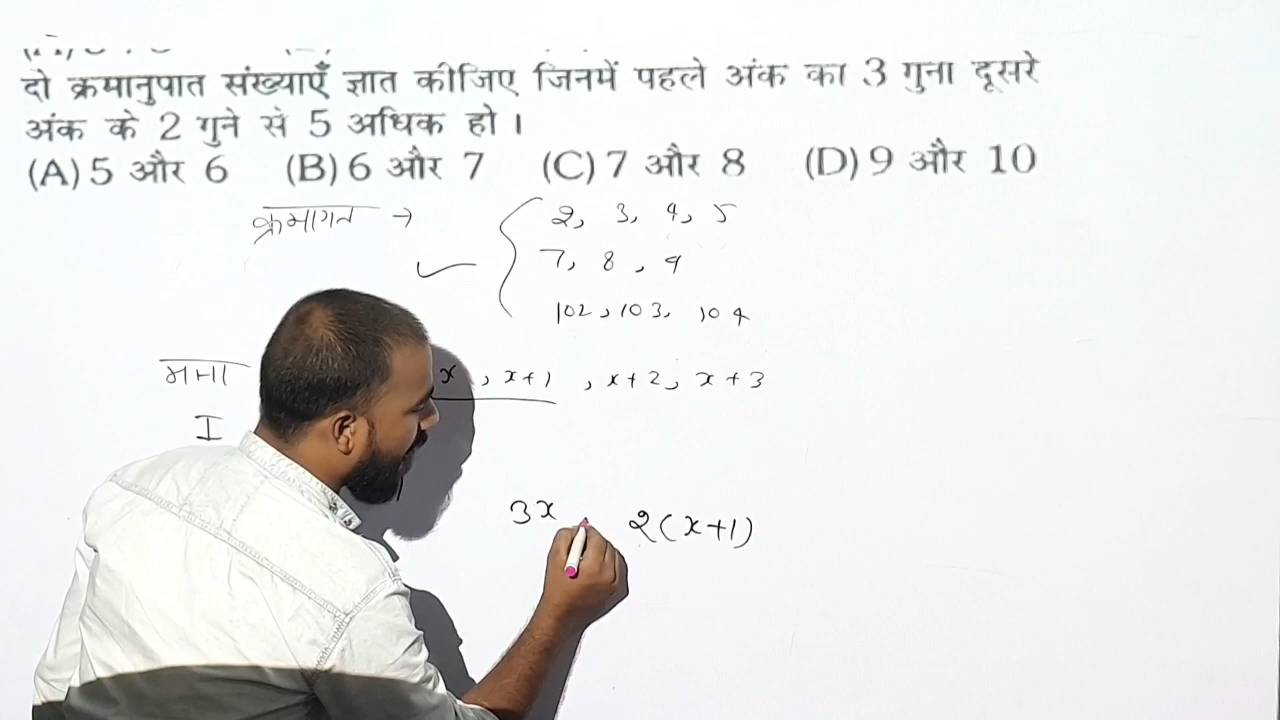 दो क्रमानुपात संख्याएँ ज्ञात कीजिए जिनमें पहले अंक का 3 गुना दूसरे
अंक के 2 गुने से 5 अधिक हो ।
(A) 5 और 6 (B) 6 और 7 (C) 7 और 8 (D) 9 और 10
क्रमागत → 2, 3, 4, 5
7, 8, 9
102, 103, 104
माना x, x+1, x+2, x+3
I
3x 2(x+1)